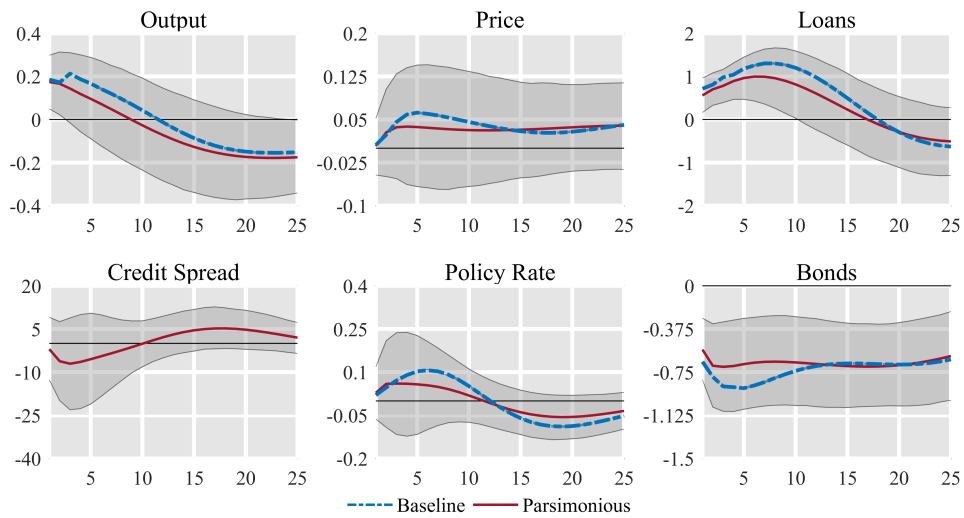 Output
0.4
0.2
0
-0.2
-0.4
5 10 15 20 25
Price
0.2
0.125
0.05
-0.025
-0.1
5 10 15 20 25
Loans
2
1
0
-1
-2
5 10 15 20 25
Credit Spread
20
5
-10
-25
-40
5 10 15 20 25
Policy Rate
0.4
0.25
0.1
-0.05
-0.2
5 10 15 20 25
Bonds
0
-0.375
-0.75
-1.125
-1.5
5 10 15 20 25
Baseline Parsimonious